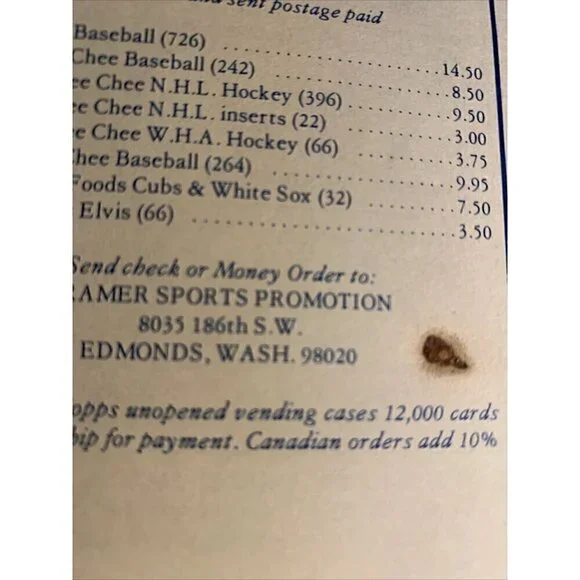 and sent postage paid
Baseball (726) .......................... 14.50
Chee Baseball (242) .................... 8.50
ee Chee N.H.L. Hockey (396) .............. 9.50
ee Chee N.H.L. inserts (22) ............... 3.00
ee Chee W.H.A. Hockey (66) ............. 3.75
Chee Baseball (264) .................... 9.95
Foods Cubs & White Sox (32) ............ 7.50
Elvis (66) ............................. 3.50
Send check or Money Order to:
RAMER SPORTS PROMOTION
8035 186th S.W.
EDMONDS, WASH. 98020
opps unopened vending cases 12,000 cards
hip for payment. Canadian orders add 10%